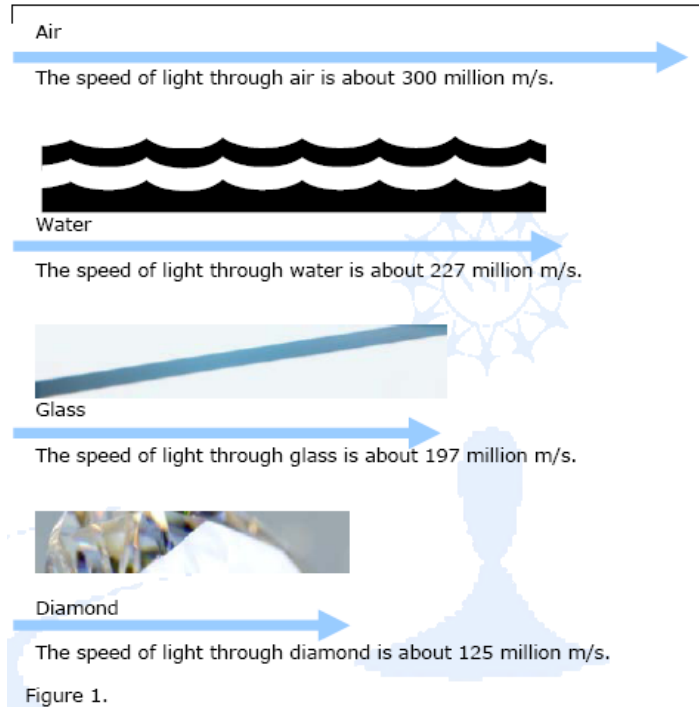 Air
The speed of light through air is about 300 million m/s.
Water
The speed of light through water is about 227 million m/s.
Glass
The speed of light through glass is about 197 million m/s.
Diamond
The speed of light through diamond is about 125 million m/s.
Figure 1.